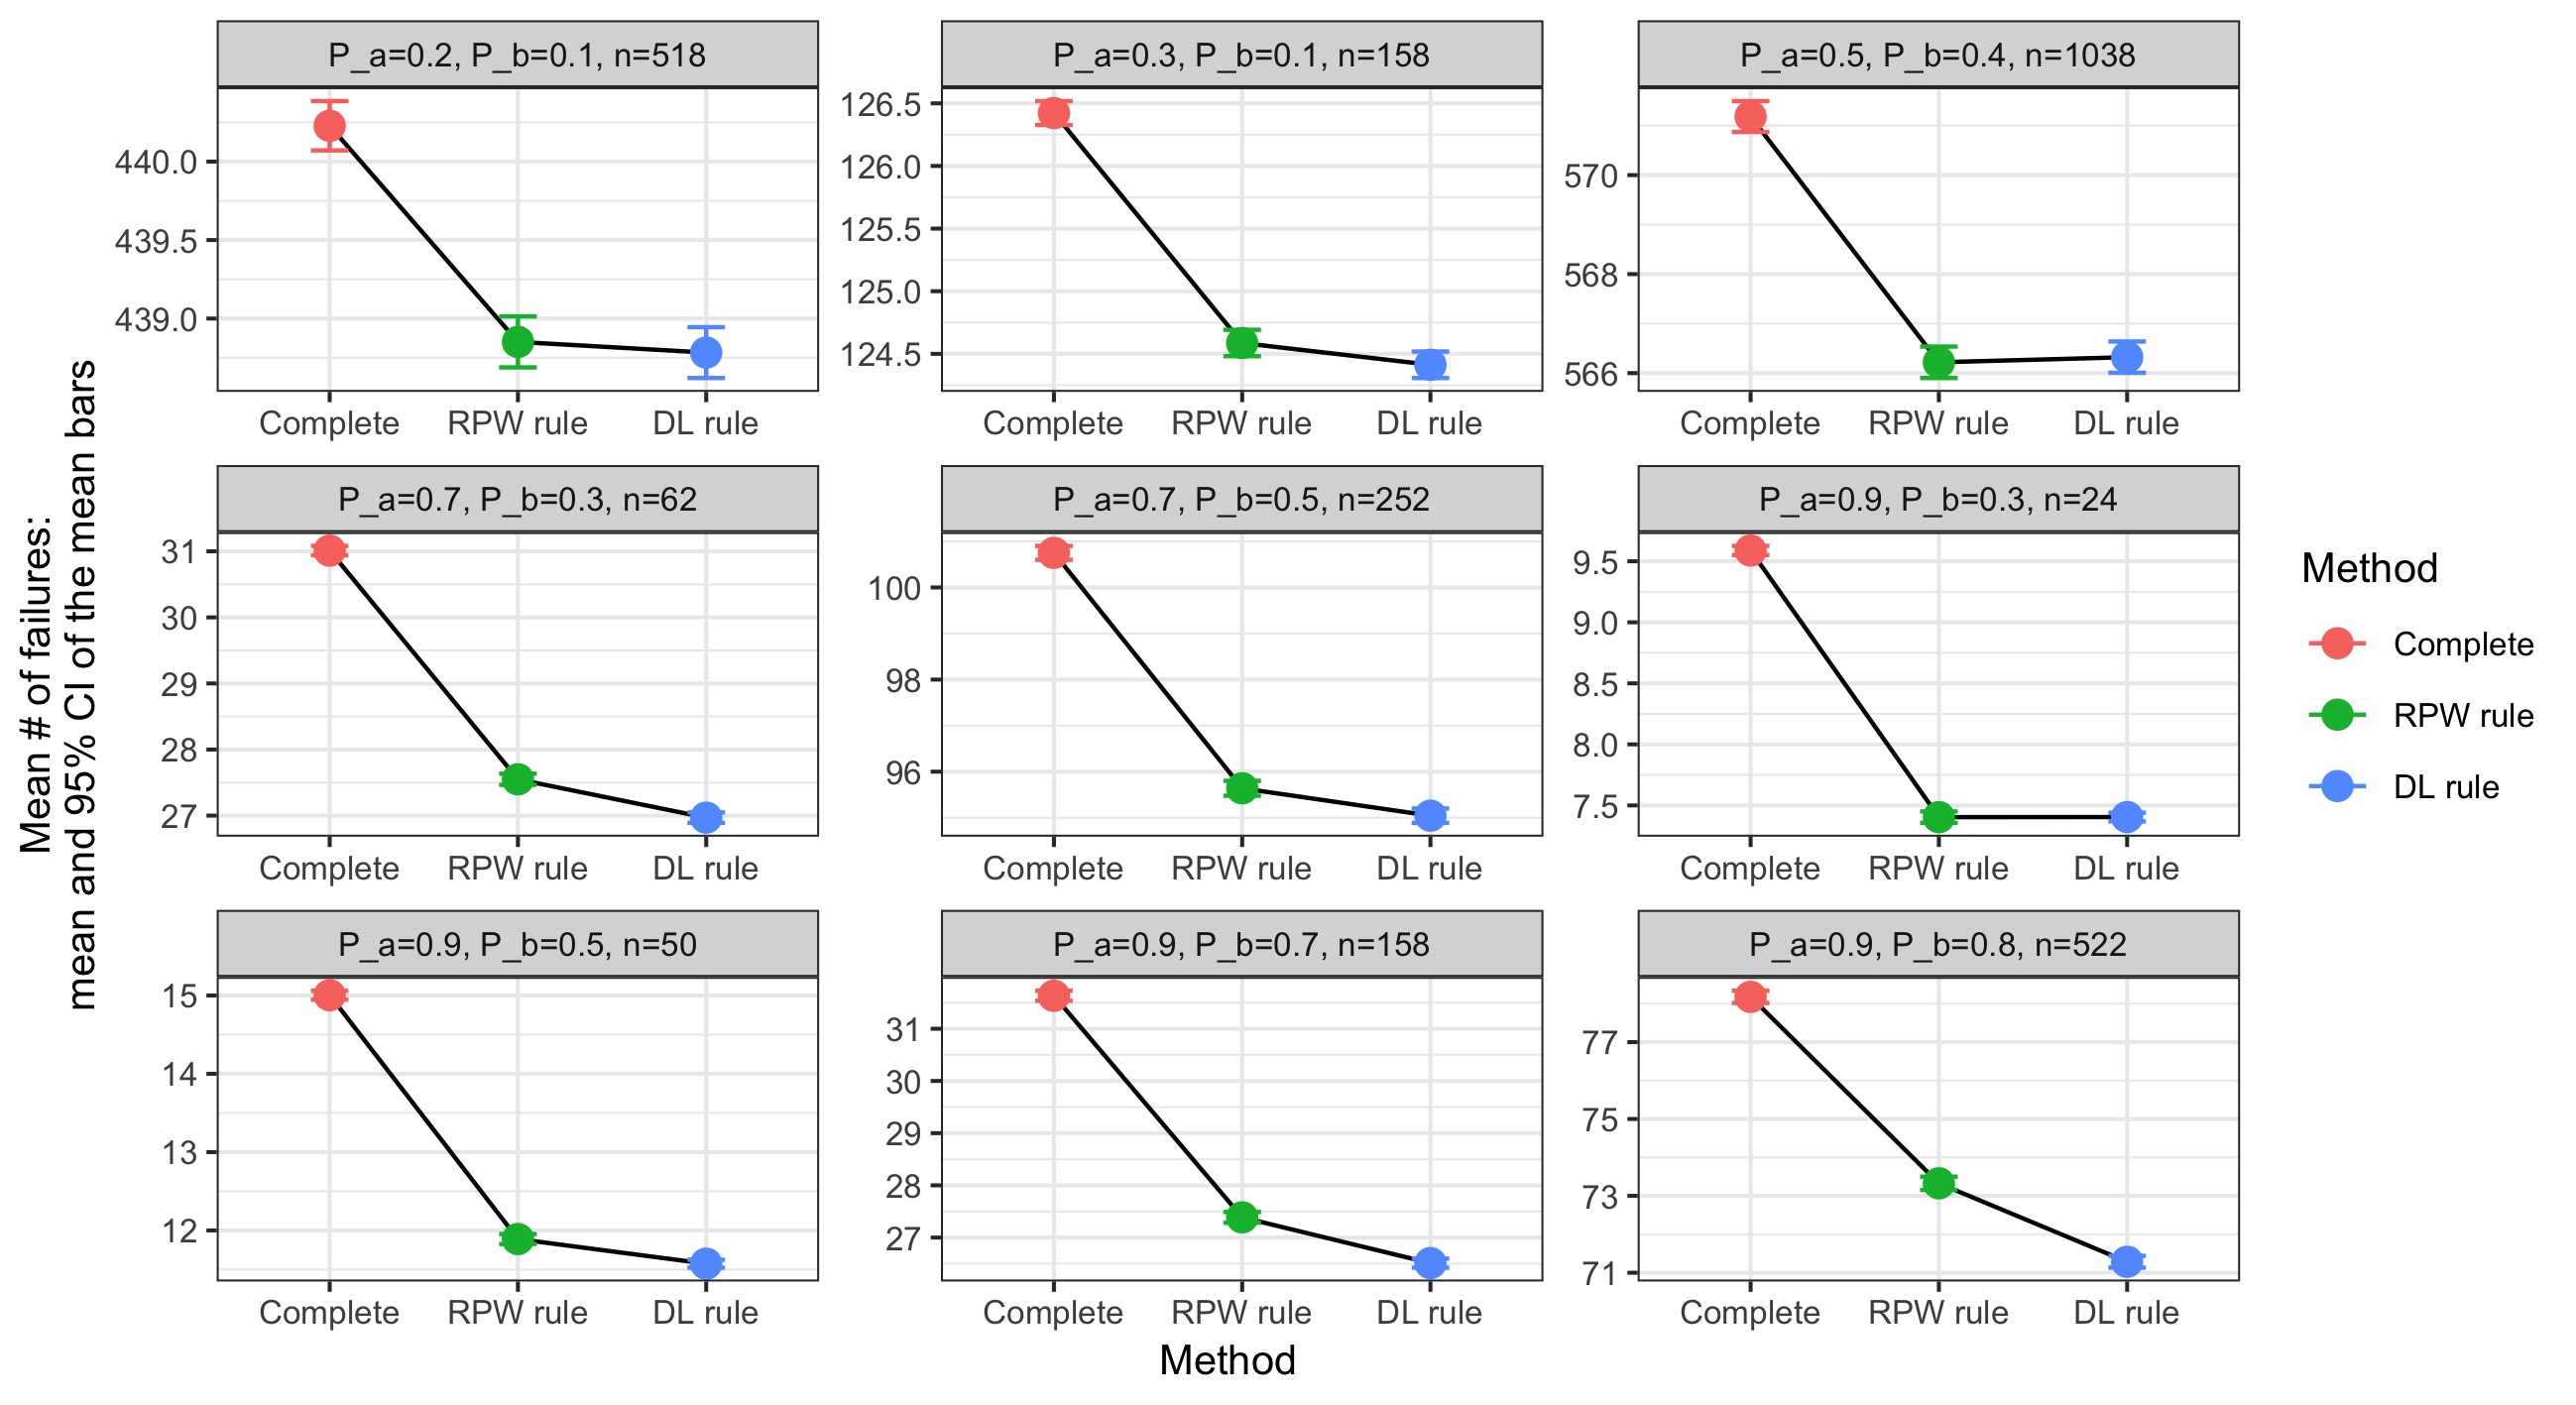 P_a=0.2, P_b=0.1, n=518
P_a=0.3, P_b=0.1, n=158
P_a=0.5, P_b=0.4, n=1038
440.0
439.5
439.0
126.5
126.0
125.5
125.0
124.5
570
568
566
Complete RPW rule DL rule
Complete RPW rule DL rule
Complete RPW rule DL rule
P_a=0.7, P_b=0.3, n=62
P_a=0.7, P_b=0.5, n=252
P_a=0.9, P_b=0.3, n=24
31
30
29
28
27
100
98
96
9.5
9.0
8.5
8.0
7.5
Complete RPW rule DL rule
Complete RPW rule DL rule
Complete RPW rule DL rule
P_a=0.9, P_b=0.5, n=50
P_a=0.9, P_b=0.7, n=158
P_a=0.9, P_b=0.8, n=522
15
14
13
12
31
30
29
28
27
77
75
73
71
Complete RPW rule DL rule
Complete RPW rule DL rule
Complete RPW rule DL rule
Method
Mean # of failures:
mean and 95% CI of the mean bars
Method
Complete
RPW rule
DL rule